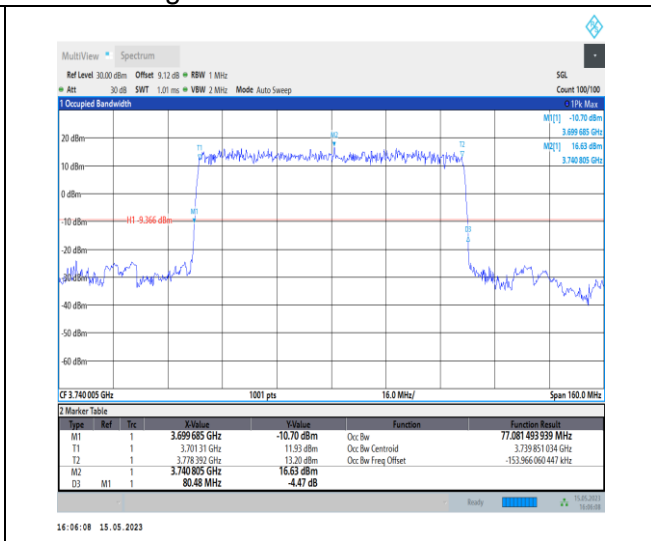 MultiView Spectrum
Ref Level 30.00 dBm Offset 9.12 dB RBW 1 MHz SGL
Att 30 dB SWT 1.01 ms VBW 2 MHz Mode Auto Sweep Count 100/100
1 Occupied Bandwidth 1Pk Max
M1[1] -10.70 dBm
3.699 685 GHz
M2[1] 16.63 dBm
3.740 805 GHz
20 dBm
10 dBm
0 dBm
-10 dBm
-20 dBm
-30 dBm
-40 dBm
-50 dBm
-60 dBm
T1
M2
T2
M1
H1 -9.366 dBm
D3
CF 3.740 005 GHz 1001 pts 16.0 MHz/ Span 160.0 MHz
2 Marker Table
Type Ref Trc X-Value Y-Value Function Function Result
M1 1 3.699 685 GHz -10.70 dBm Occ Bw 77.081 493 939 MHz
T1 1 3.701 31 GHz 11.93 dBm Occ Bw Centroid 3.739 851 034 GHz
T2 1 3.778 392 GHz 13.20 dBm Occ Bw Freq Offset -153.966 060 447 kHz
M2 1 3.740 805 GHz 16.63 dBm
D3 M1 1 80.48 MHz -4.47 dB
Ready 15.05.2023
16:06:08
16:06:08 15.05.2023